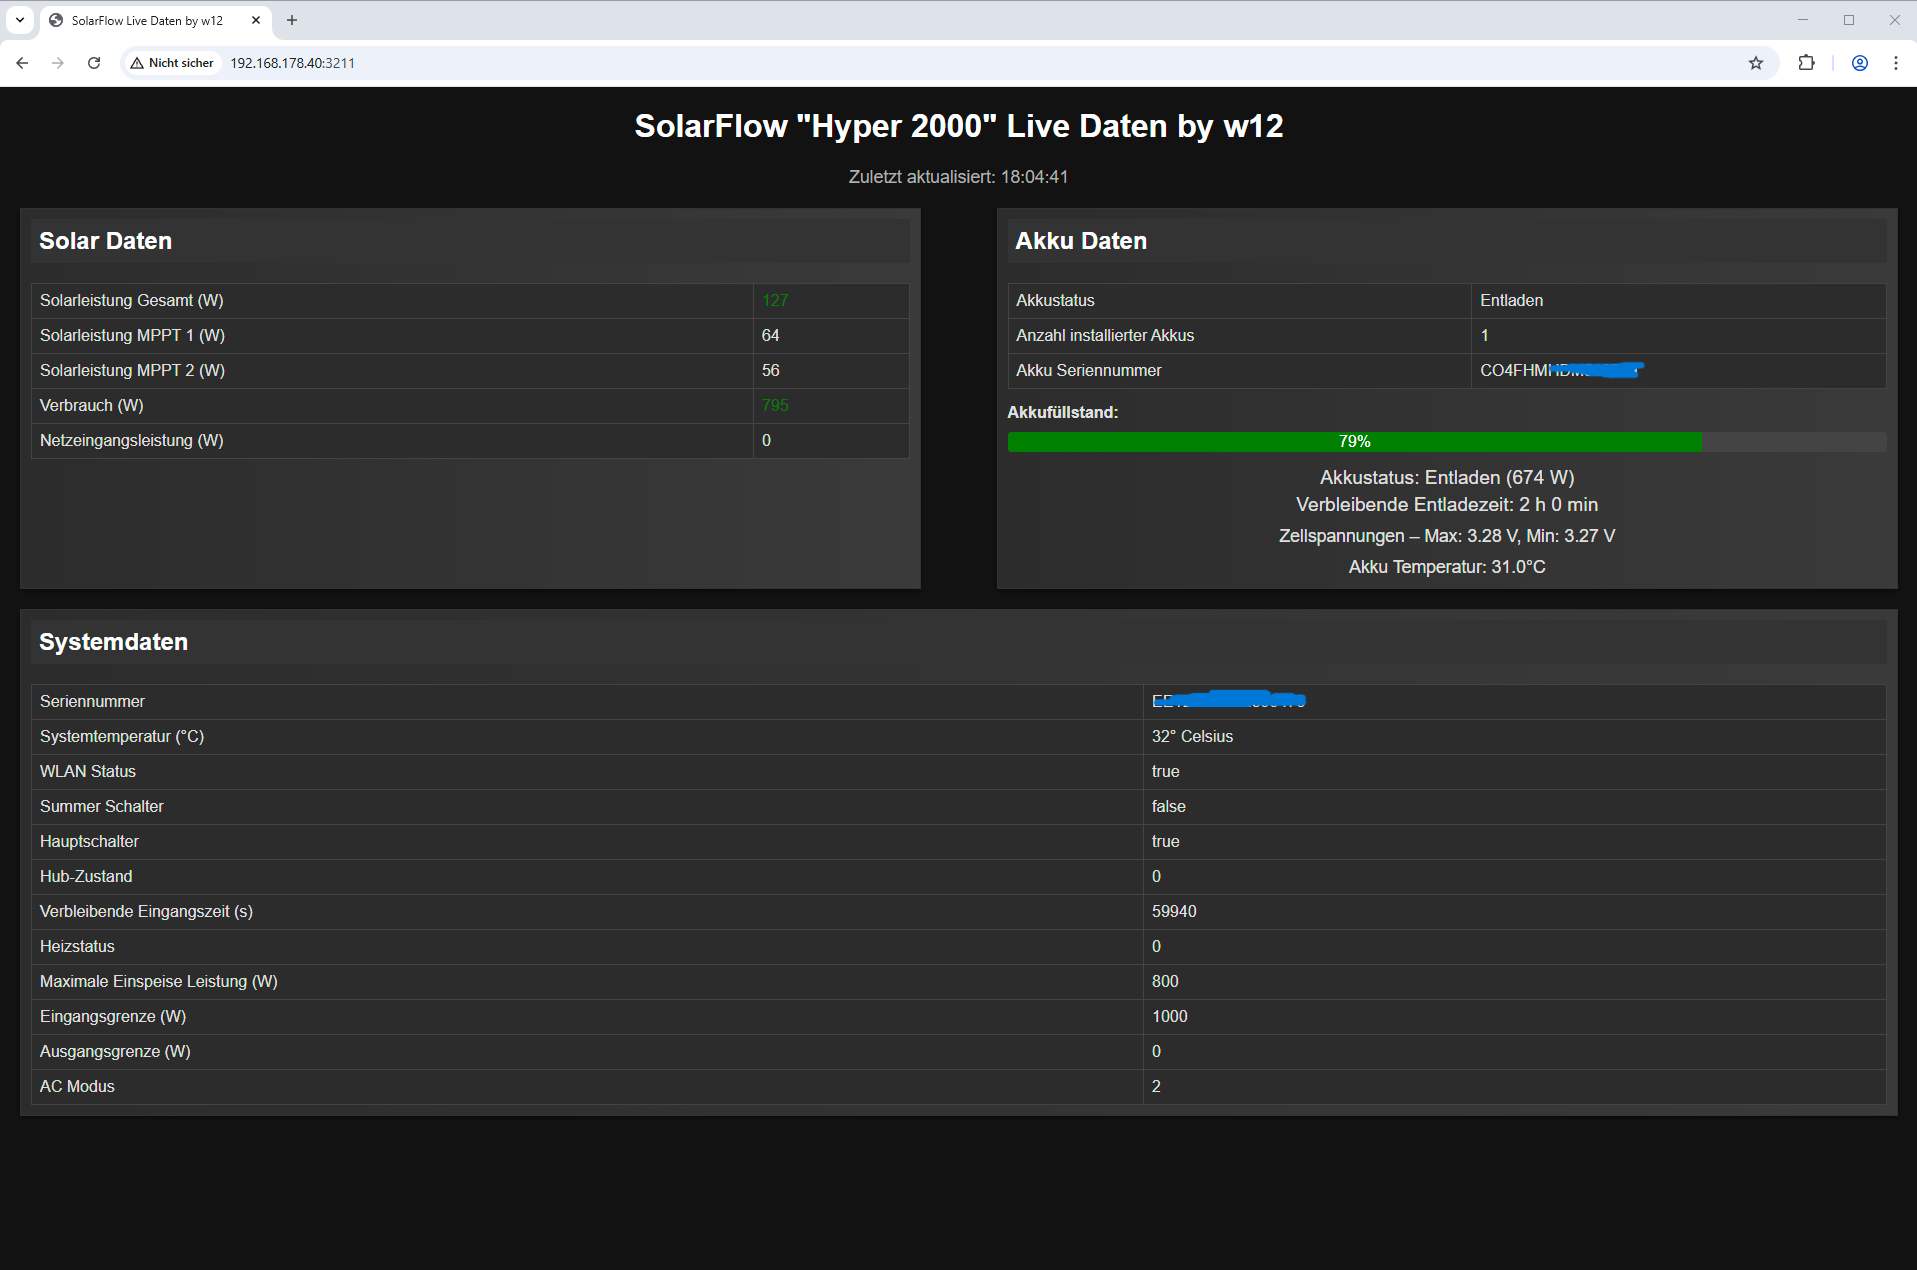 SolarFlow Live Daten by w12
Nicht sicher
192.168.178.40:3211
SolarFlow "Hyper 2000" Live Daten by w12
Zuletzt aktualisiert: 18:04:41
Solar Daten
Solarleistung Gesamt (W) 127
Solarleistung MPPT 1 (W) 64
Solarleistung MPPT 2 (W) 56
Verbrauch (W) 795
Netzeingangsleistung (W) 0
Akku Daten
Akkustatus Entladen
Anzahl installierter Akkus 1
Akku Seriennummer
Akkufüllstand:
79%
Akkustatus: Entladen (674 W)
Verbleibende Entladezeit: 2 h 0 min
Zellspannungen – Max: 3.28 V, Min: 3.27 V
Akku Temperatur: 31.0°C
Systemdaten
Seriennummer
Systemtemperatur (°C) 32° Celsius
WLAN Status true
Summer Schalter false
Hauptschalter true
Hub-Zustand 0
Verbleibende Eingangszeit (s) 59940
Heizstatus 0
Maximale Einspeise Leistung (W) 800
Eingangsgrenze (W) 1000
Ausgangsgrenze (W) 0
AC Modus 2